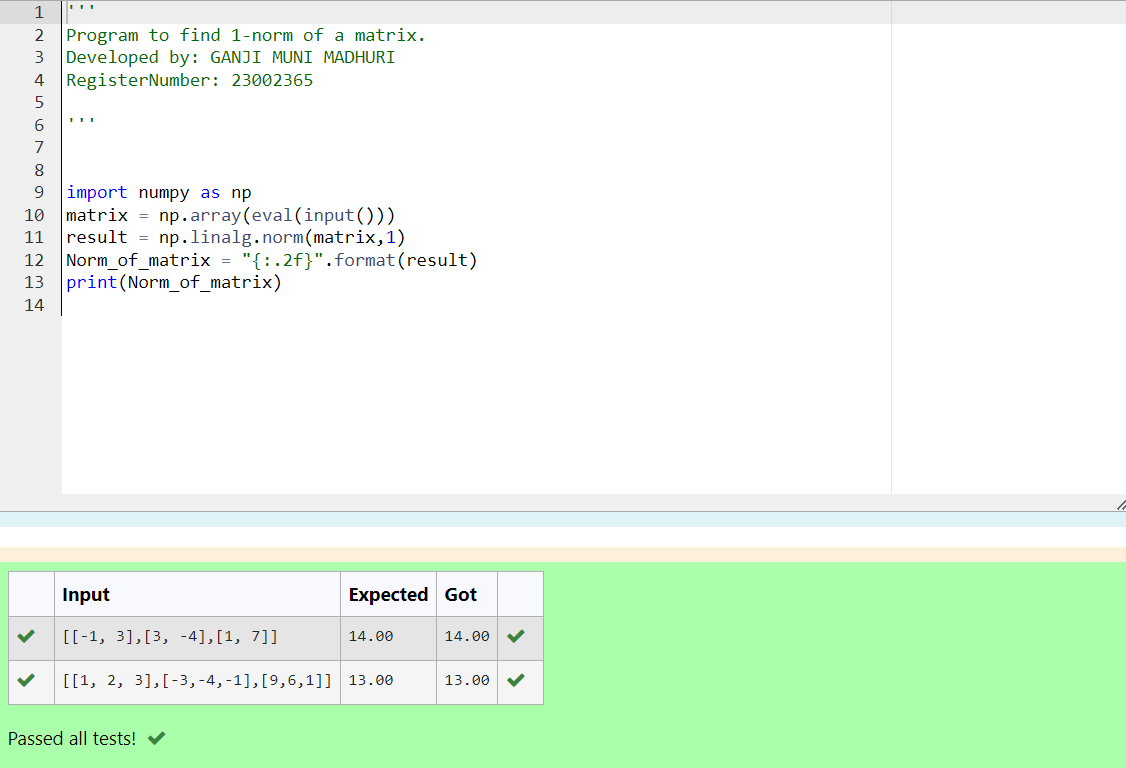 1 '''
2 Program to find 1-norm of a matrix.
3 Developed by: GANJI MUNI MADHURI
4 RegisterNumber: 23002365
5
6 '''
7
8
9 import numpy as np
10 matrix = np.array(eval(input()))
11 result = np.linalg.norm(matrix,1)
12 Norm_of_matrix = "{:.2f}".format(result)
13 print(Norm_of_matrix)
14
Input Expected Got
[[-1, 3],[3, -4],[1, 7]] 14.00 14.00
[[1, 2, 3],[-3,-4,-1],[9,6,1]] 13.00 13.00
Passed all tests!